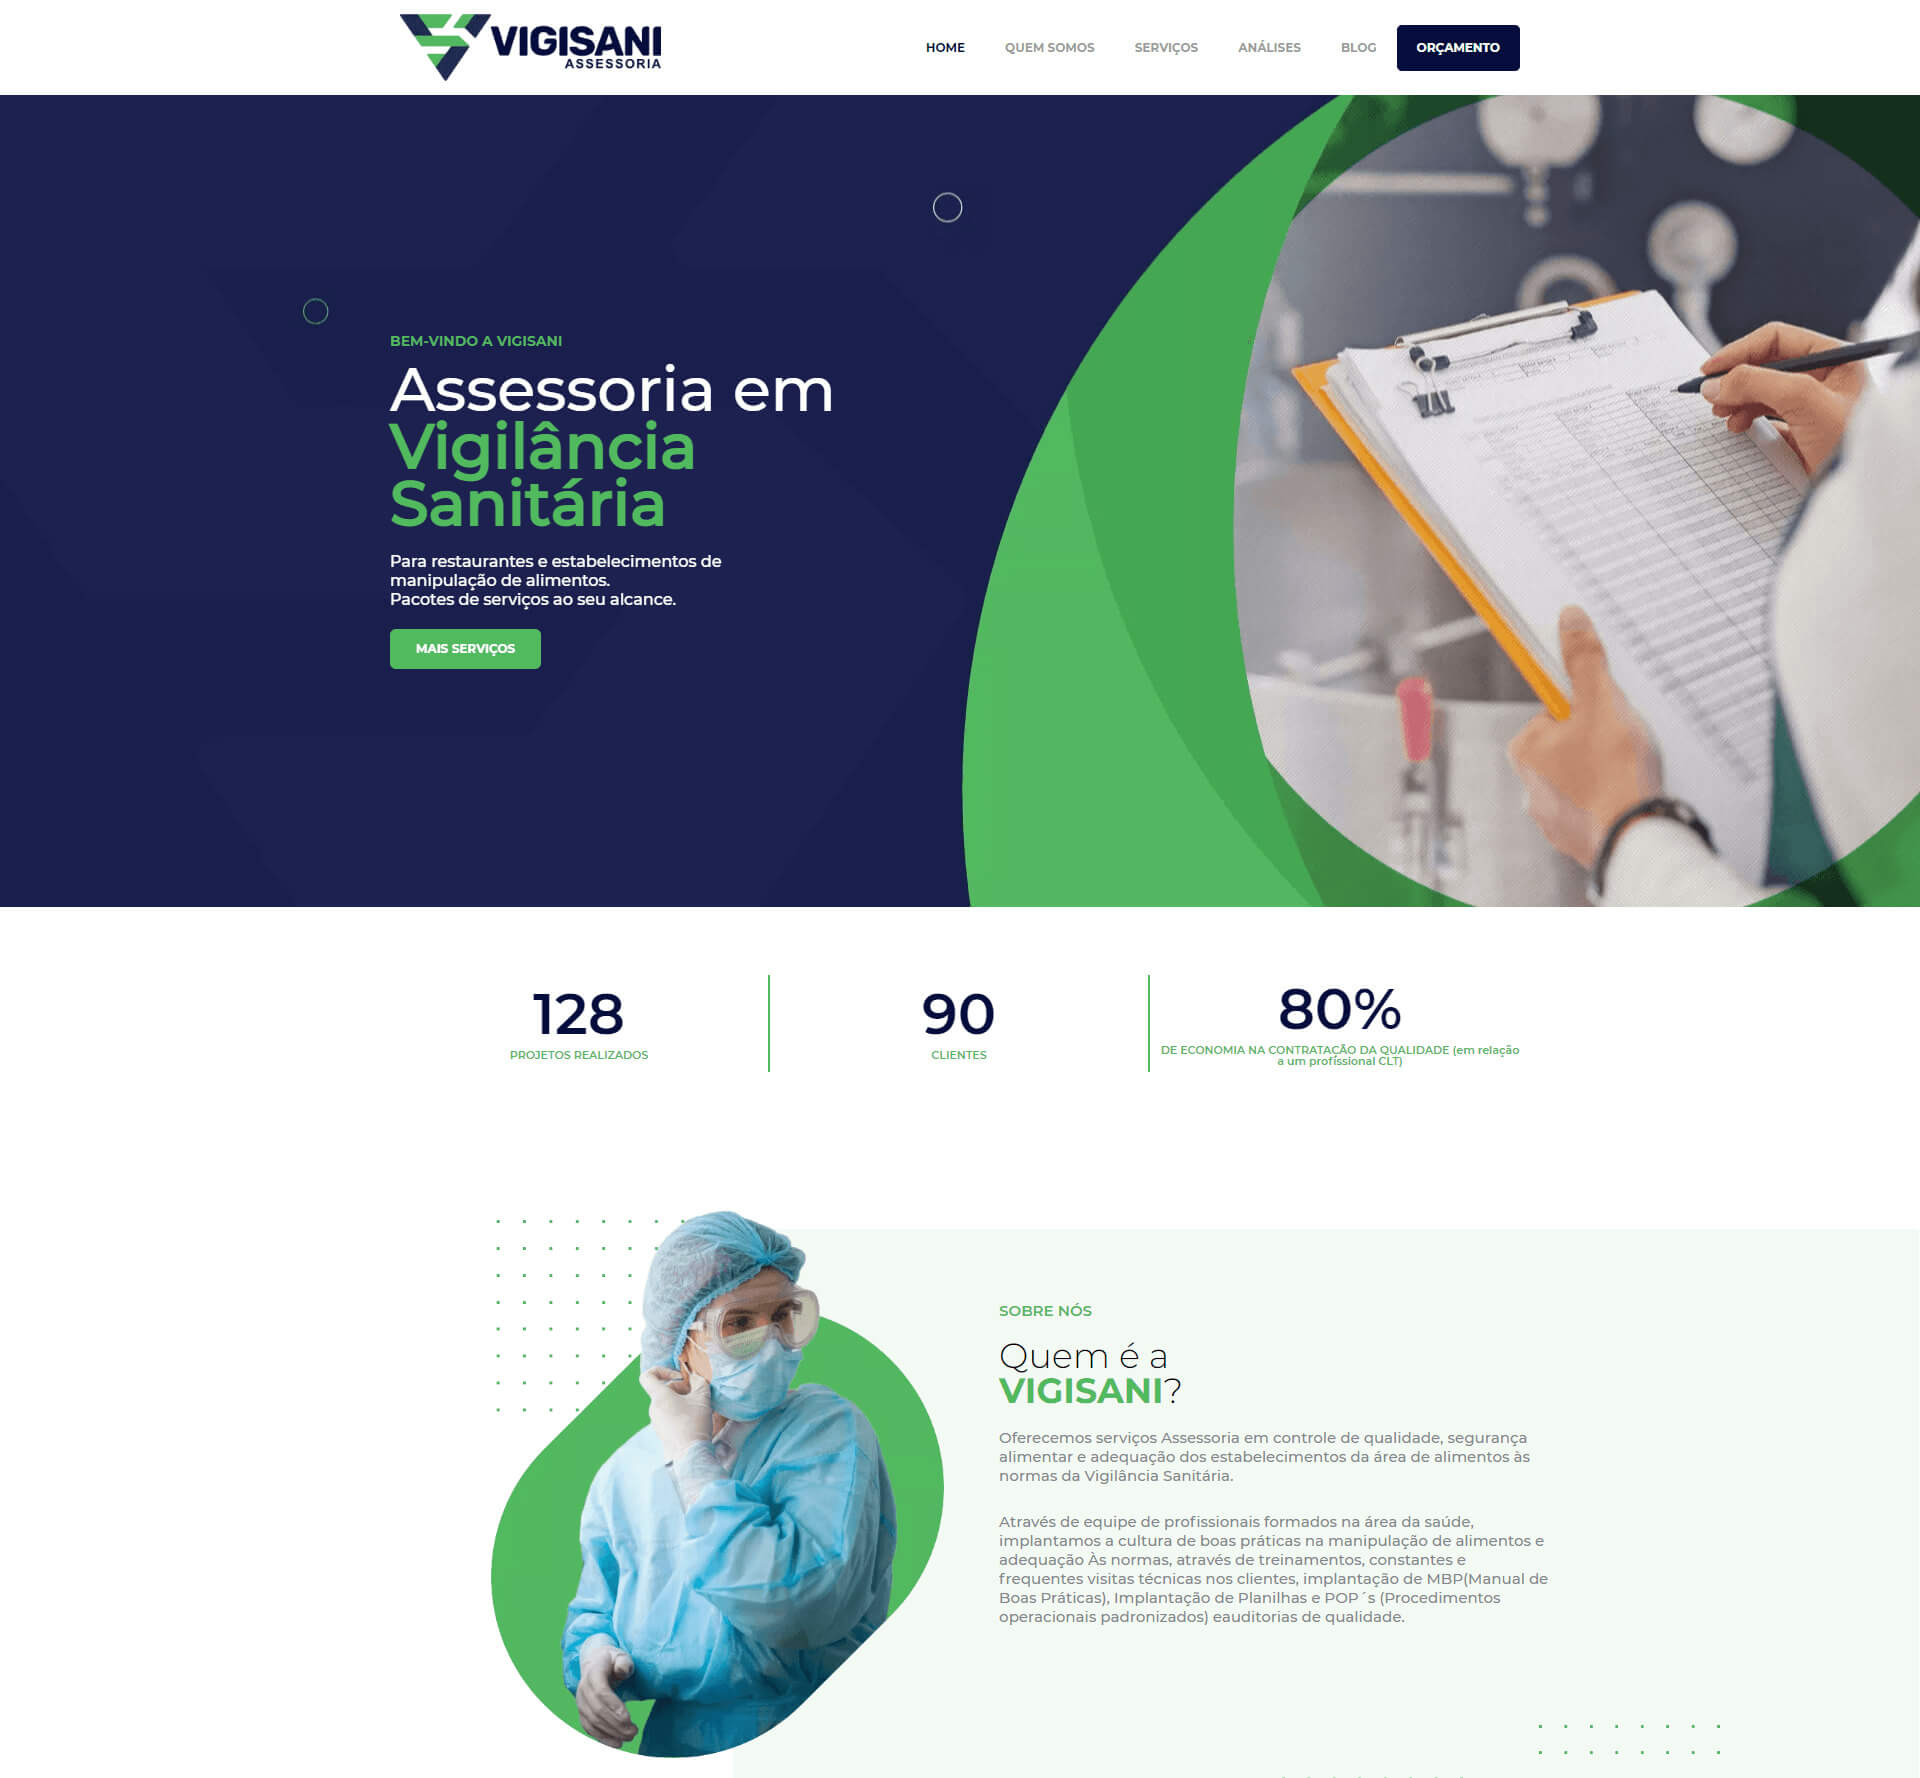 VIGISANI
ASSESSORIA
HOME QUEM SOMOS SERVIÇOS ANÁLISES BLOG ORÇAMENTO
BEM-VINDO A VIGISANI
Assessoria em
Vigilância
Sanitária
Para restaurantes e estabelecimentos de
manipulação de alimentos.
Pacotes de serviços ao seu alcance.
MAIS SERVIÇOS
128
PROJETOS REALIZADOS
90
CLIENTES
80%
DE ECONOMIA NA CONTRATACÃO DA QUALIDADE (em relação
a um profissional CLT)
SOBRE NÓS
Quem é a
VIGISANI?
Oferecemos serviços Assessoria em controle de qualidade, segurança
alimentar e adequação dos estabelecimentos da área de alimentos às
normas da Vigilância Sanitária.
Através de equipe de profissionais formados na área da saúde,
implantamos a cultura de boas práticas na manipulação de alimentos e
adequação Às normas, através de treinamentos, constantes e
frequentes visitas técnicas nos clientes, implantação de MBP(Manual de
Boas Práticas), Implantação de Planilhas e POP´s (Procedimentos
operacionais padronizados) eauditorias de qualidade.